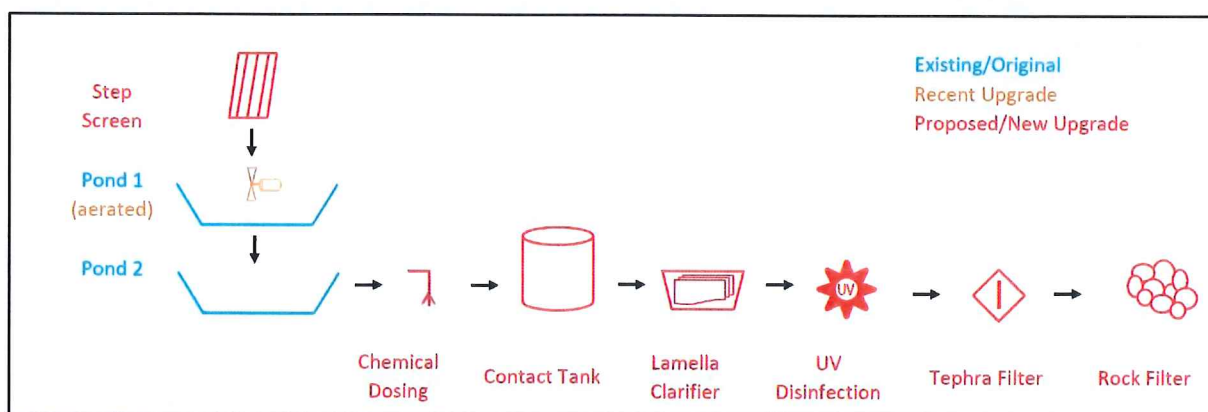 Existing/Original
Recent Upgrade
Proposed/New Upgrade
Step
Screen
Pond 1
(aerated)
Pond 2
UV
Chemical
Dosing
Contact Tank
Lamella
Clarifier
UV
Disinfection
Tephra Filter
Rock Filter